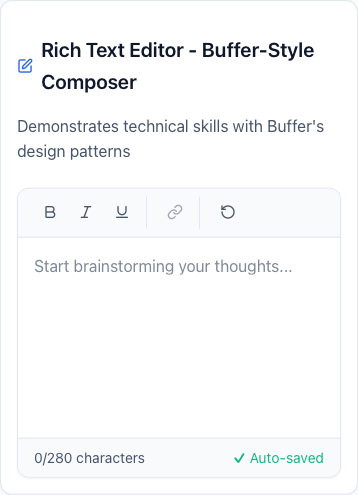 Rich Text Editor - Buffer-Style
Composer
Demonstrates technical skills with Buffer's
design patterns
B I U
Start brainstorming your thoughts...
0/280 characters
Auto-saved